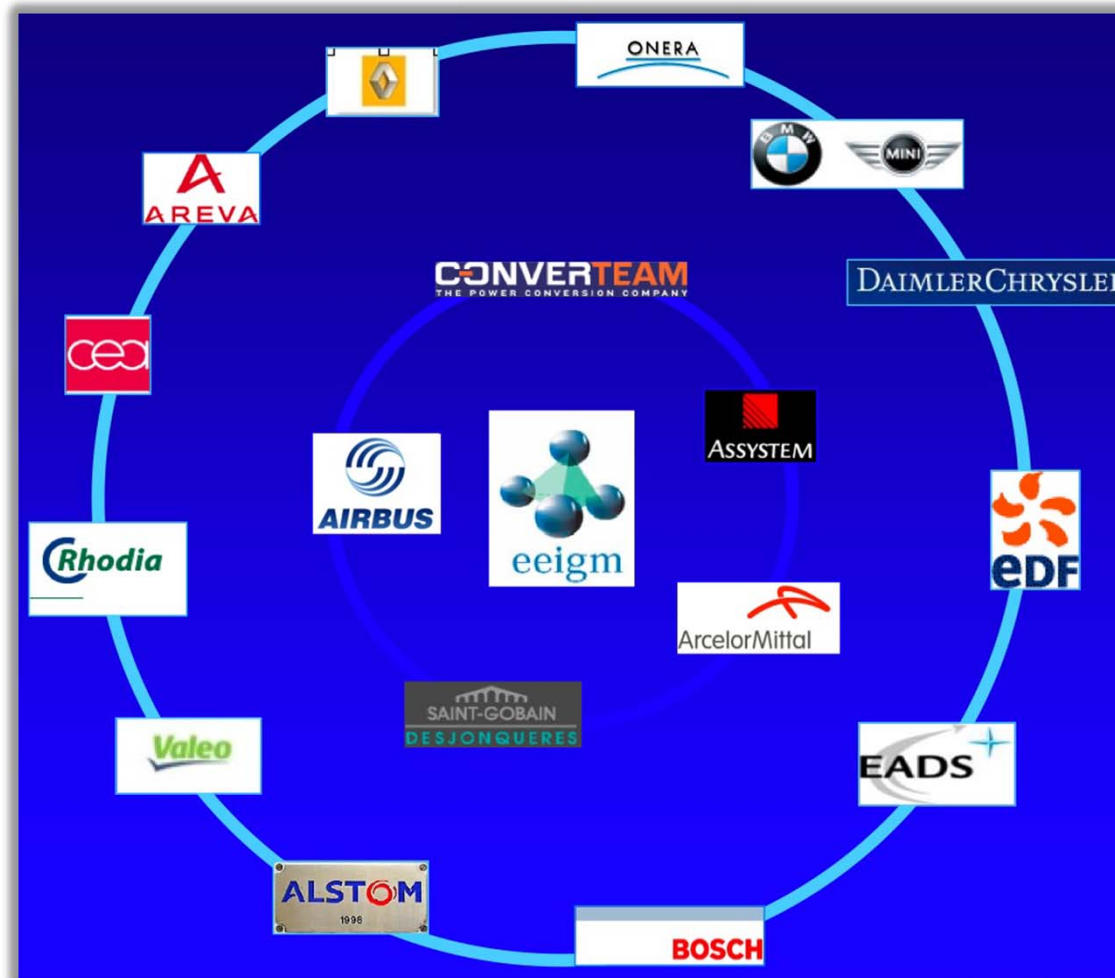 ONERA
BMW
MINI
AREVA
CONVERTEAM
THE POWER CONVERSION COMPANY
DAIMLERCHRYSLER
cea
ASSYSTEM
AIRBUS
eeigm
eDF
Rhodia
ArcelorMittal
SAINT-GOBAIN
DESJONQUERES
Valeo
EADS
ALSTOM
1998
BOSCH